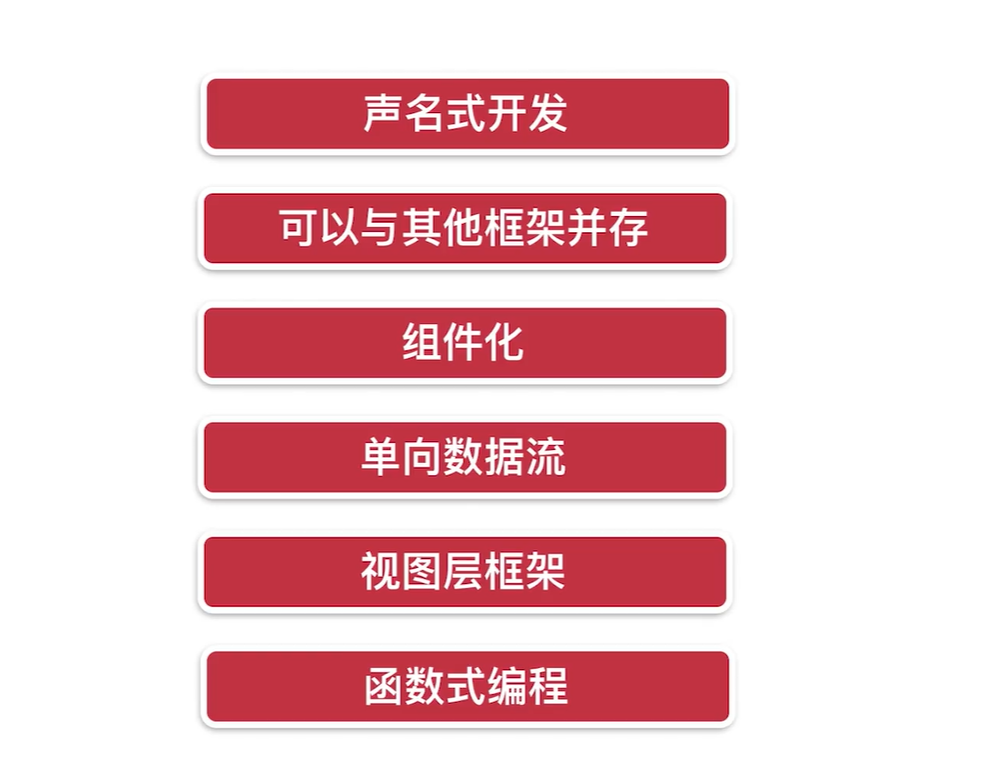 声名式开发
可以与其他框架并存
组件化
单向数据流
视图层框架
函数式编程